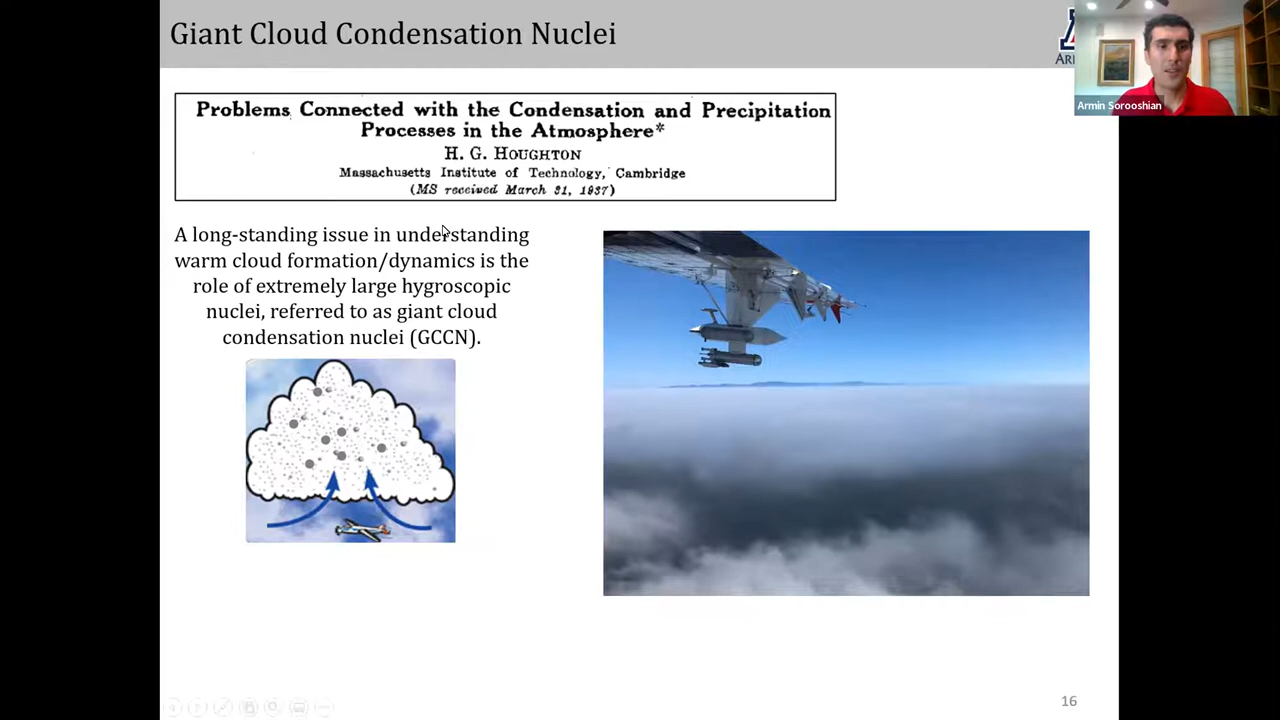 Giant Cloud Condensation Nuclei
Problems Connected with the Condensation and Precipitation
Processes in the Atmosphere*
H. G. HOUGHTON
Massachusetts Institute of Technology, Cambridge
(MS received March 31, 1937)
A long-standing issue in understanding
warm cloud formation/dynamics is the
role of extremely large hygroscopic
nuclei, referred to as giant cloud
condensation nuclei (GCCN).
Armin Sorooshian
16